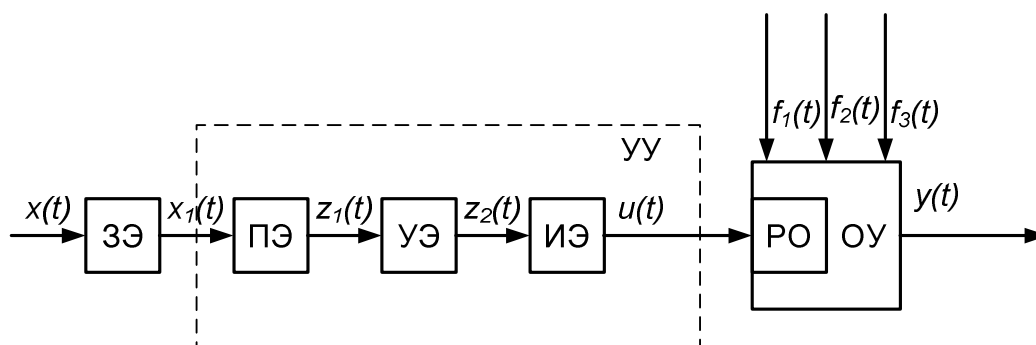 f₁(t) f₂(t) f₃(t)
УУ
x(t) x₁(t) z₁(t) z₂(t) u(t) y(t)
ЗЭ ПЭ УЭ ИЭ РО ОУ